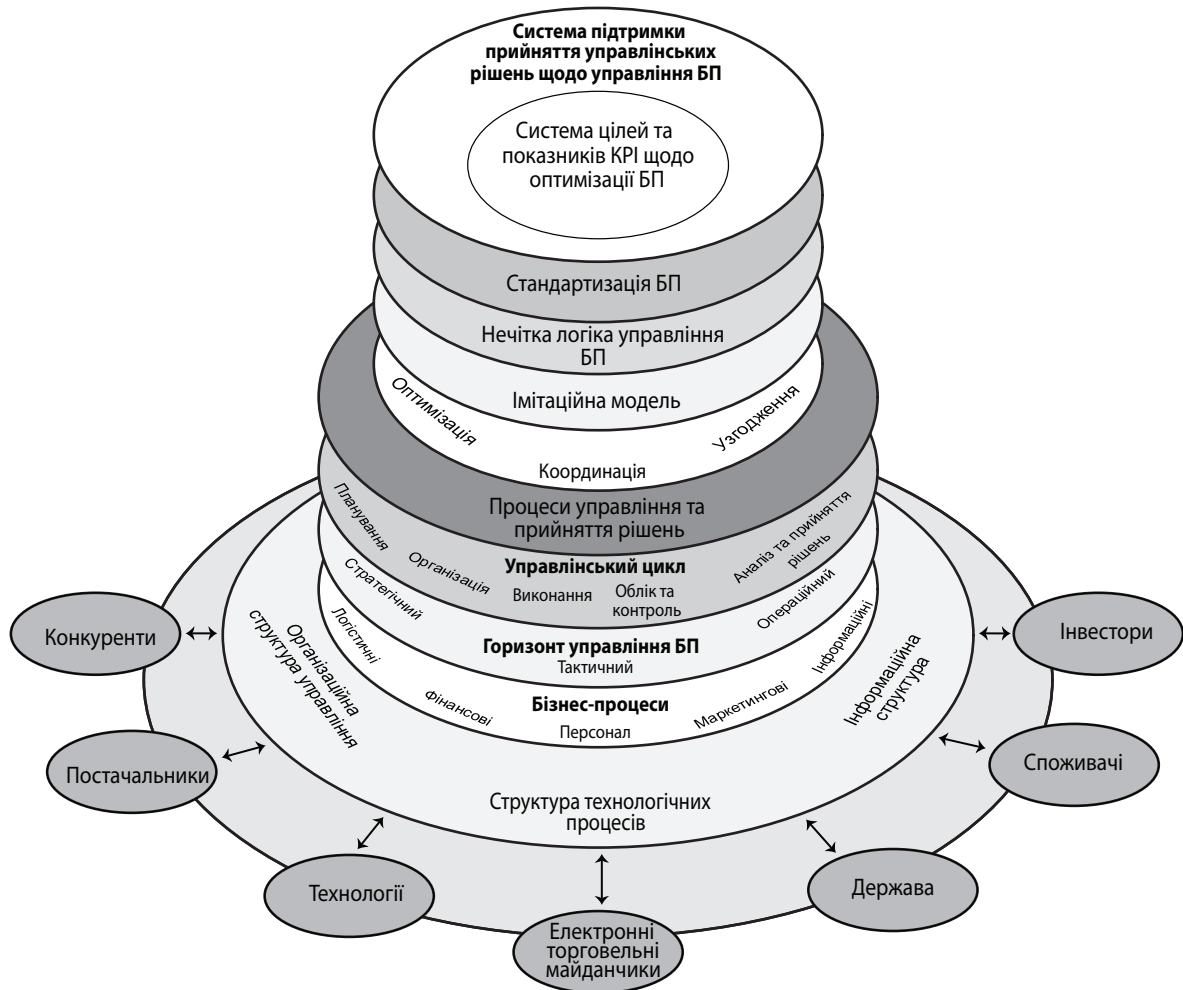 Система підтримки
прийняття управлінських
рішень щодо управління БП
Система цілей та
показників KPI щодо
оптимізації БП
Стандартизація БП
Нечітка логіка управління
БП
Імітаційна модель
Оптимізація
Узгодження
Координація
Процеси управління та
прийняття рішень
Планування
Організація
Управлінський цикл
Виконання
Облік та
контроль
Аналіз та прийняття
рішень
Стратегічний
Горизонт управління БП
Тактичний
Операційний
Логістичні
Фінансові
Бізнес-процеси
Персонал
Маркетингові
Інформаційні
Організаційна
структура управління
Структура технологічних
процесів
Інформаційна
структура
Конкуренти
Інвестори
Постачальники
Споживачі
Технології
Держава
Електронні
торговельні
майданчики